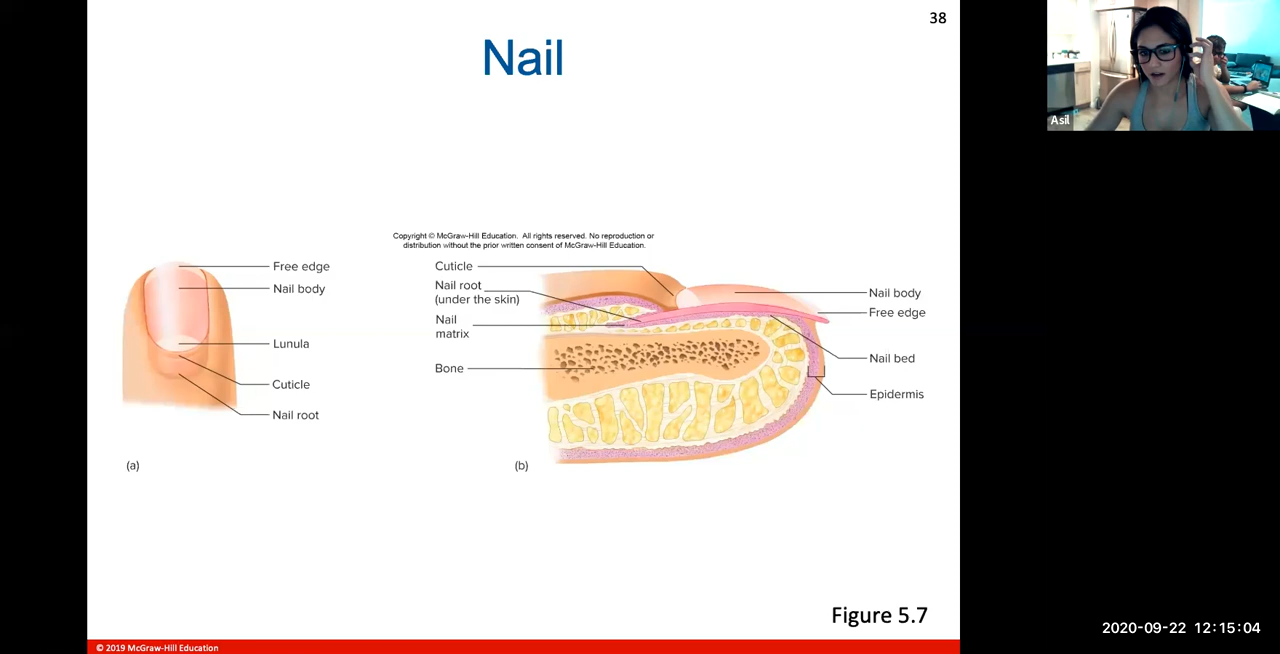 38
Nail
Asil
Copyright © McGraw-Hill Education. All rights reserved. No reproduction or
distribution without the prior written consent of McGraw-Hill Education.
Free edge
Nail body
Lunula
Cuticle
Nail root
(a)
Cuticle
Nail root
(under the skin)
Nail
matrix
Bone
Nail body
Free edge
Nail bed
Epidermis
(b)
Figure 5.7
2020-09-22 12:15:04
© 2019 McGraw-Hill Education